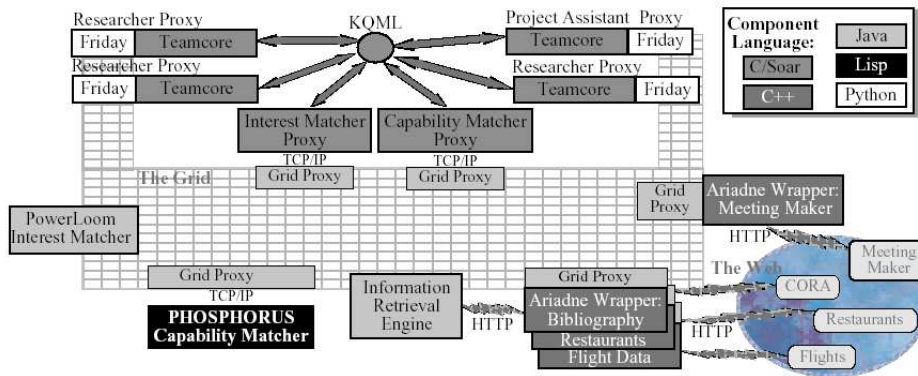 Researcher Proxy
KQML
Project Assistant Proxy
Component
Language:
Java
Friday
Teamcore
Teamcore
Friday
C/Soar
Lisp
Researcher Proxy
Researcher Proxy
Friday
Teamcore
Teamcore
Friday
C++
Python
Interest Matcher
Proxy
Capability Matcher
Proxy
TCP/IP
TCP/IP
The Grid
Grid Proxy
Grid Proxy
Grid
Proxy
Ariadne Wrapper:
Meeting Maker
PowerLoom
Interest Matcher
HTTP
Meeting
Maker
The Web
Grid Proxy
TCP/IP
PHOSPHORUS
Capability Matcher
Information
Retrieval
Engine
HTTP
Grid Proxy
Ariadne Wrapper:
Bibliography
Restaurants
Flight Data
HTTP
CORA
Restaurants
Flights